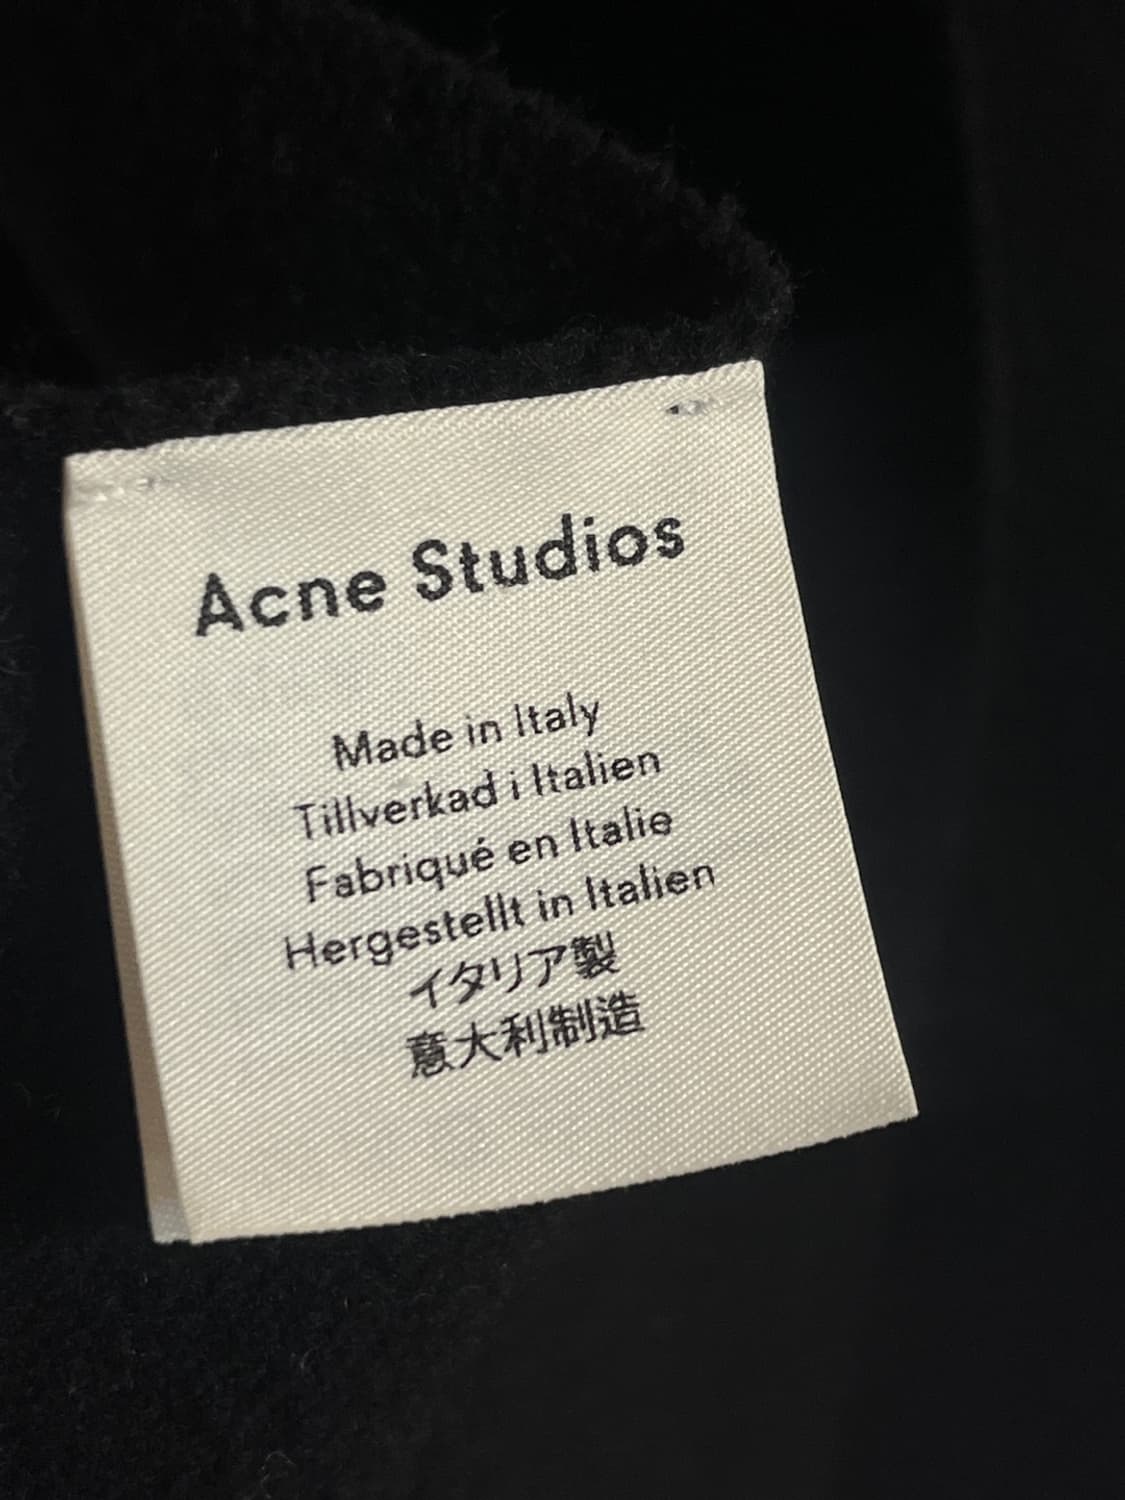 Acne Studios
Made in Italy
Tillverkad i Italien
Fabriqué en Italie
Hergestellt in Italien
イタリア製
意大利制造